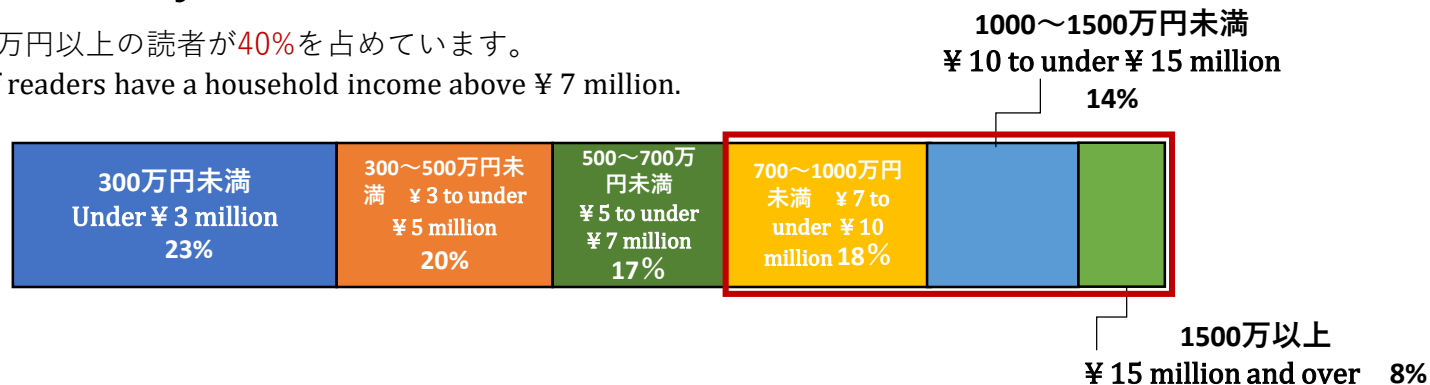 万円以上の読者が40%を占めています。
readers have a household income above ¥ 7 million.
1000〜1500万円未満
¥ 10 to under ¥ 15 million
14%
300万円未満
Under ¥ 3 million
23%
300〜500万円未
満 ¥ 3 to under
¥ 5 million
20%
500〜700万
円未満
¥ 5 to under
¥ 7 million
17%
700〜1000万円
未満 ¥ 7 to
under ¥ 10
million 18%
1500万以上
¥ 15 million and over 8%